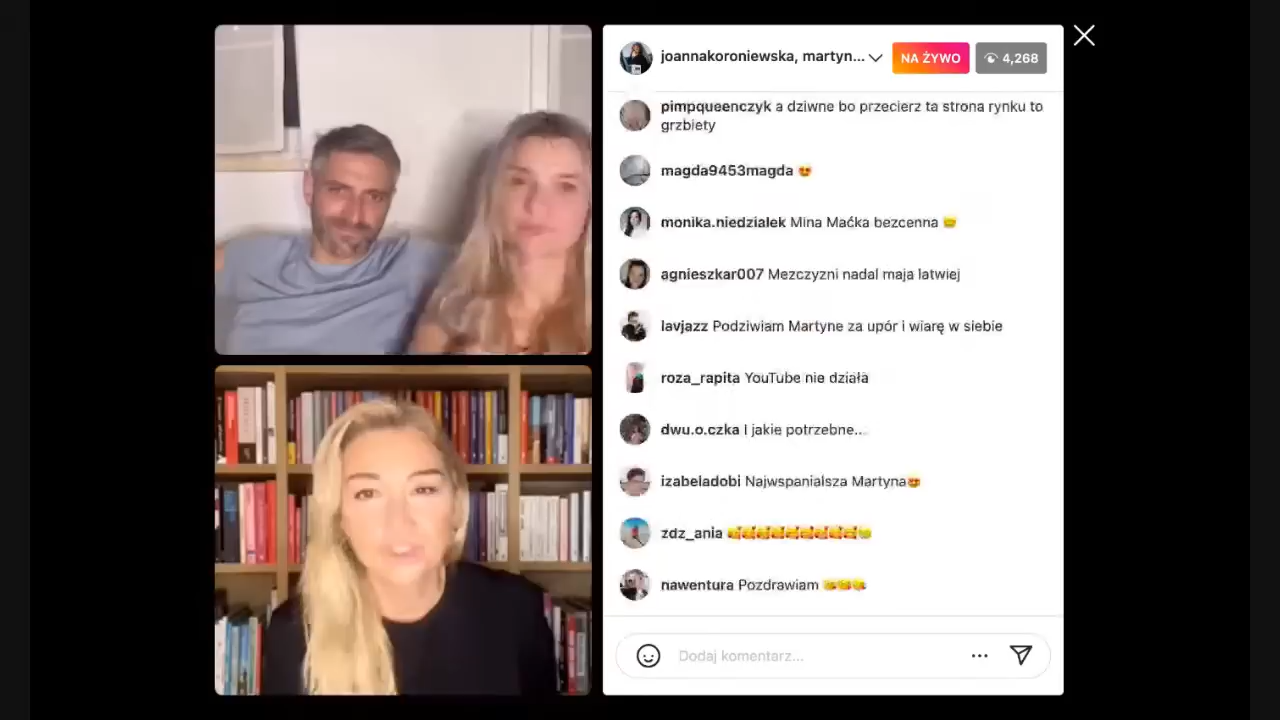 joannakoroniewska, martyn...
NA ŻYWO
4,268
pimpqueenczyk a dziwne bo przecierz ta strona rynku to
grzbiety
magda9453magda 😍
monika.niedzialek Mina Maćka bezcenna
agnieszkar007 Mezczyzni nadal maja latwiej
lavjazz Podziwiam Martyne za upór i wiarę w siebie
roza_rapita YouTube nie działa
dwu.o.czka I jakie potrzebne...
izabeladobi Najwspanialsza Martyna😍
zdz_ania
nawentura Pozdrawiam
Dodaj komentarz...